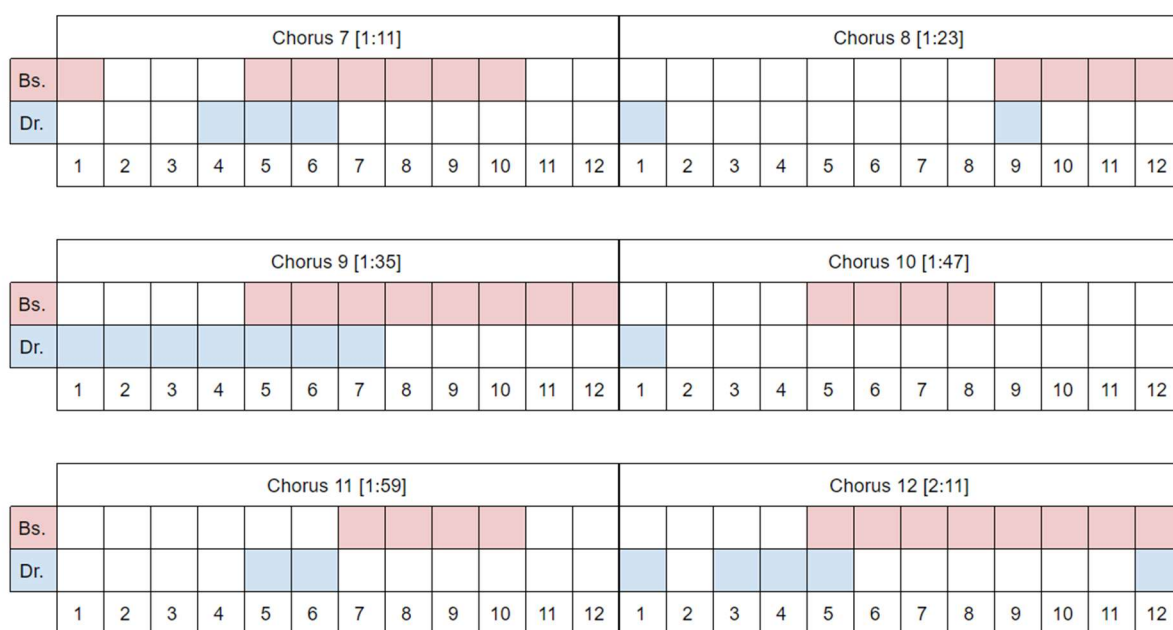 Chorus 7 [1:11] Chorus 8 [1:23]
Bs.
Dr.
1 2 3 4 5 6 7 8 9 10 11 12 1 2 3 4 5 6 7 8 9 10 11 12
Chorus 9 [1:35] Chorus 10 [1:47]
Bs.
Dr.
1 2 3 4 5 6 7 8 9 10 11 12 1 2 3 4 5 6 7 8 9 10 11 12
Chorus 11 [1:59] Chorus 12 [2:11]
Bs.
Dr.
1 2 3 4 5 6 7 8 9 10 11 12 1 2 3 4 5 6 7 8 9 10 11 12